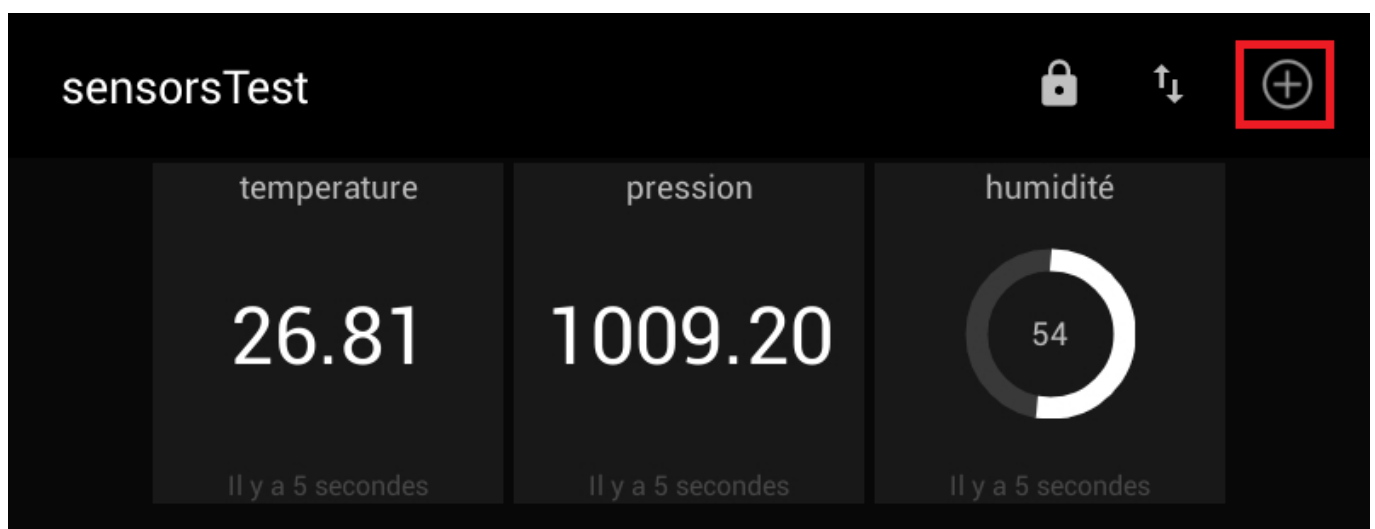 sensorsTest
temperature pression humidité
26.81 1009.20 54
Il y a 5 secondes Il y a 5 secondes Il y a 5 secondes